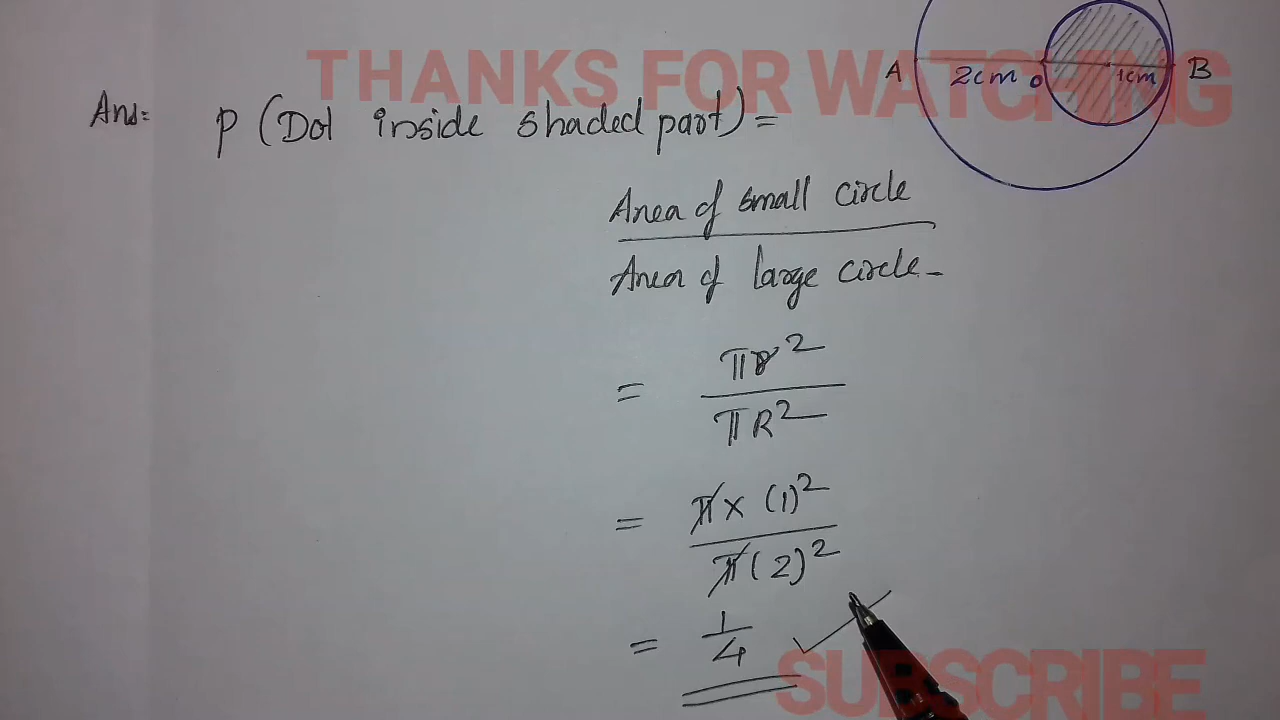 THANKS FOR WATCHING
A 2cm O 1cm B
Ans:
P (Dot inside shaded part) =
Area of small circle
Area of large circle
= πr²
πR²
= π × (1)²
π (2)²
= 1
4
SUBSCRIBE